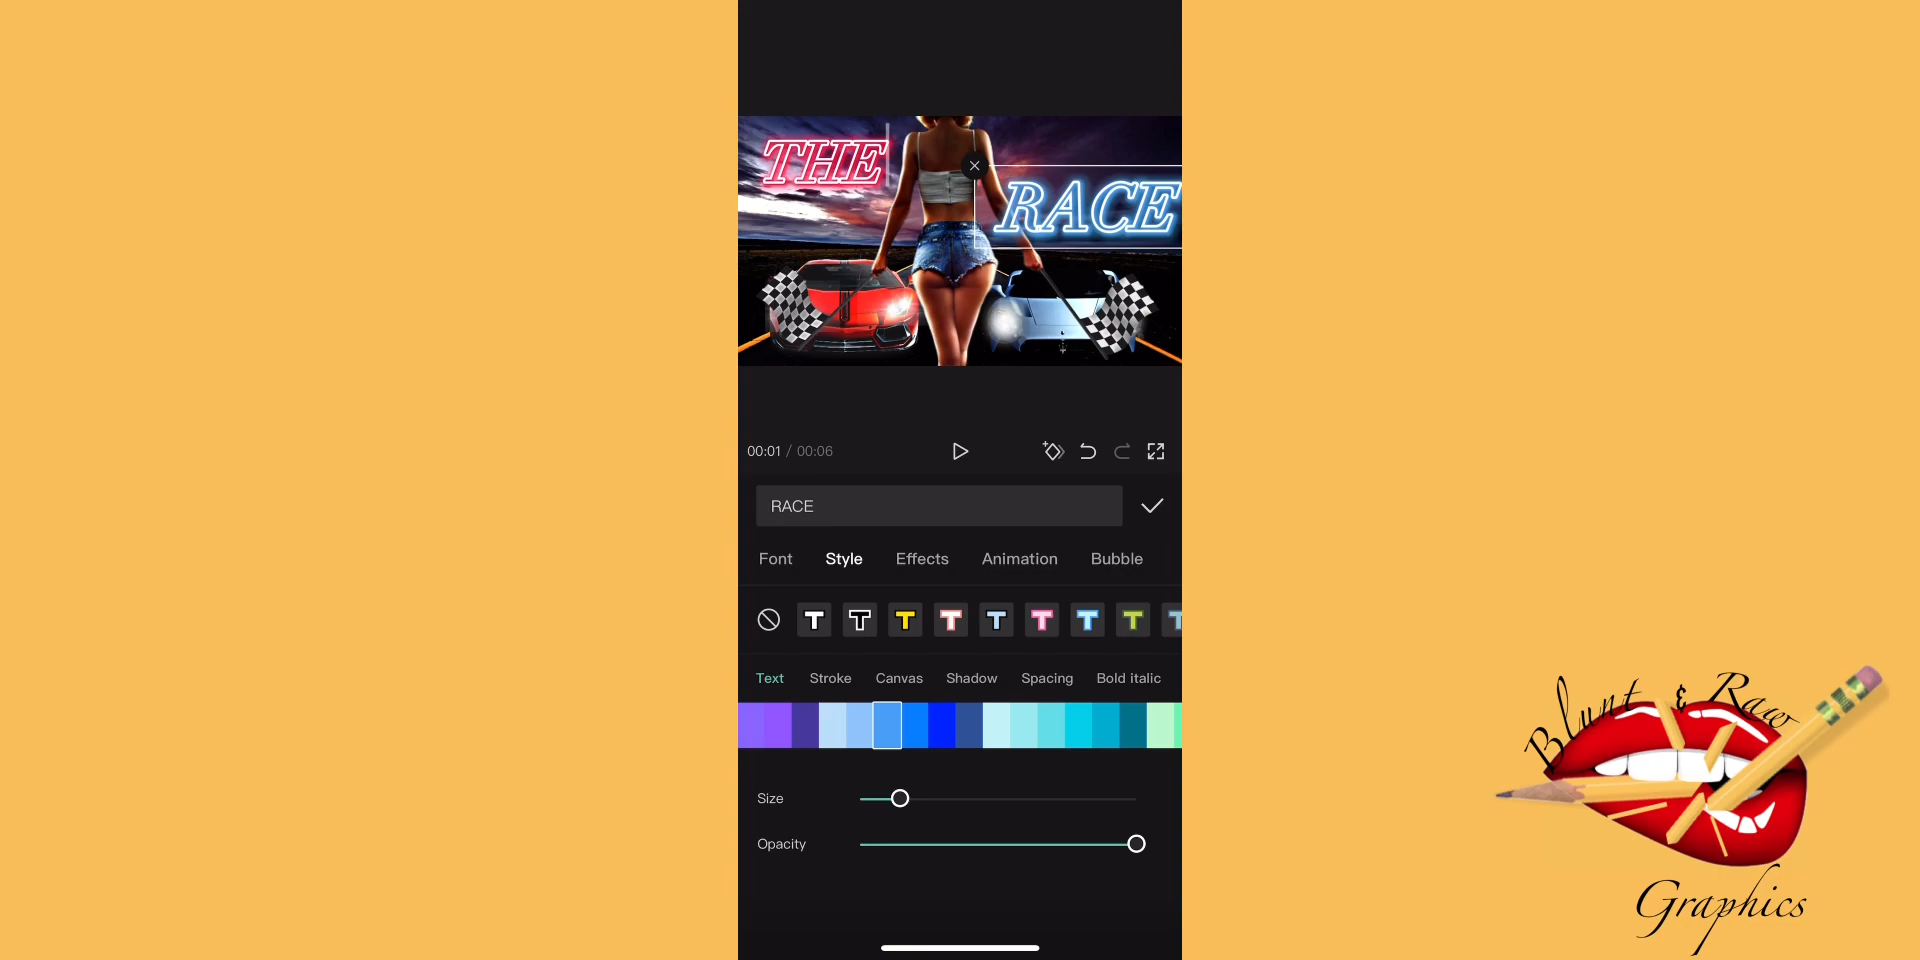 THE
RACE
00:01 / 00:06
RACE
Font Style Effects Animation Bubble
T T T T T T T T T
Text Stroke Canvas Shadow Spacing Bold italic
Size
Opacity
Blunt & Raw
Graphics